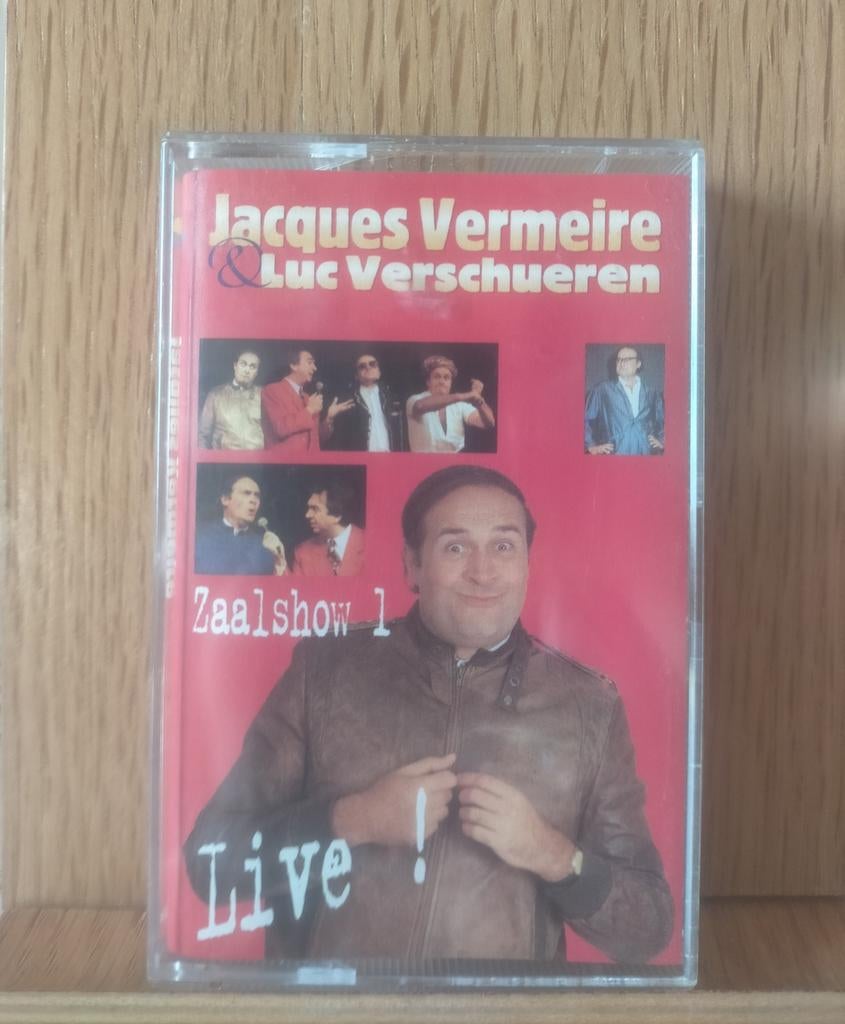 Jacques Vermeire
& Luc Verschueren
Zaalshow 1
Live !